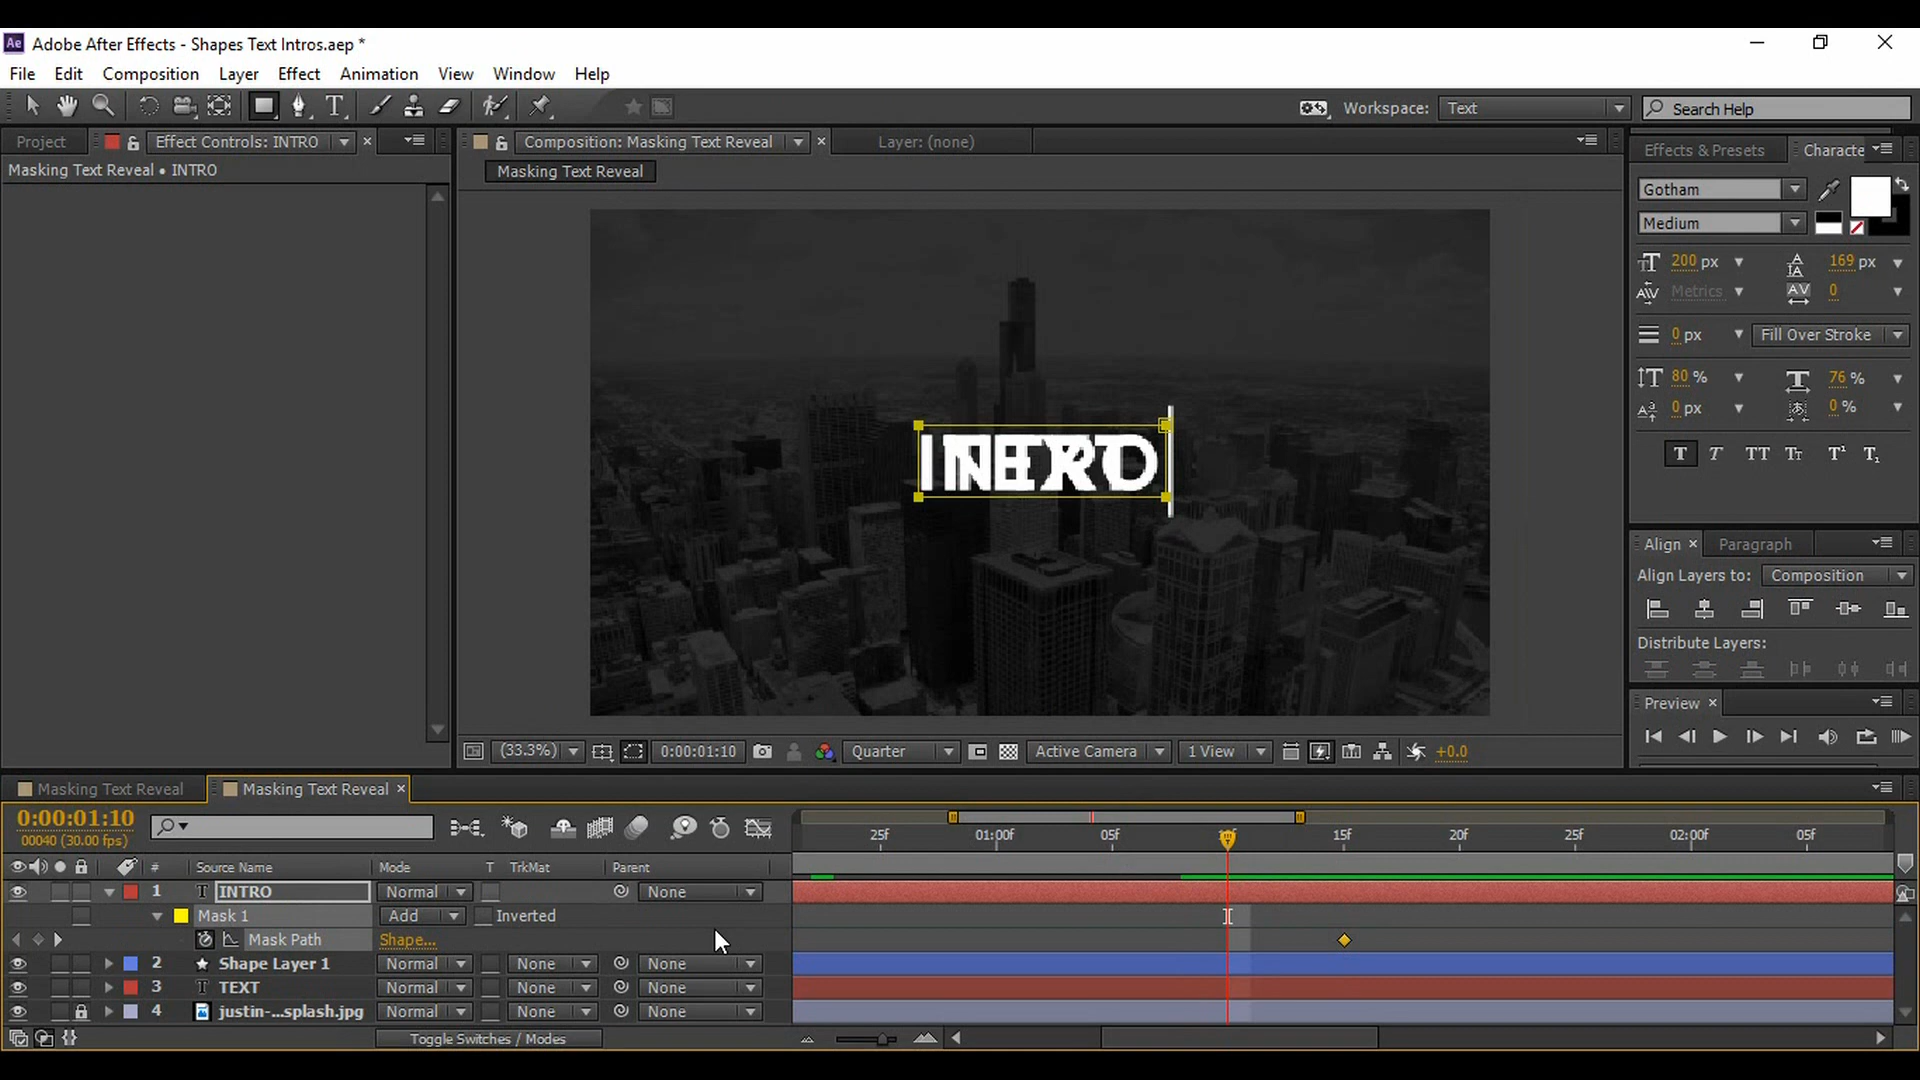 Ae Adobe After Effects - Shapes Text Intros.aep *
File Edit Composition Layer Effect Animation View Window Help
Workspace: Text Search Help
Project Effect Controls: INTRO Composition: Masking Text Reveal Layer: (none)
Masking Text Reveal • INTRO
Masking Text Reveal
Effects & Presets Characte
Gotham
Medium
200 px 169 px
Metrics 0
0 px Fill Over Stroke
80 % 76 %
0 px 0 %
Align Paragraph
Align Layers to: Composition
Distribute Layers:
Preview
(33.3%) 0:00:01:10 Quarter Active Camera 1 View +0.0
Masking Text Reveal Masking Text Reveal
0:00:01:10
00040 (30.00 fps)
25f 01:00f 05f 15f 20f 25f 02:00f 05f
# Source Name Mode T TrkMat Parent
1 INTRO Normal None
Mask 1 Add Inverted
Mask Path Shape...
2 Shape Layer 1 Normal None None
3 TEXT Normal None None
4 justin-...splash.jpg Normal None None
Toggle Switches / Modes